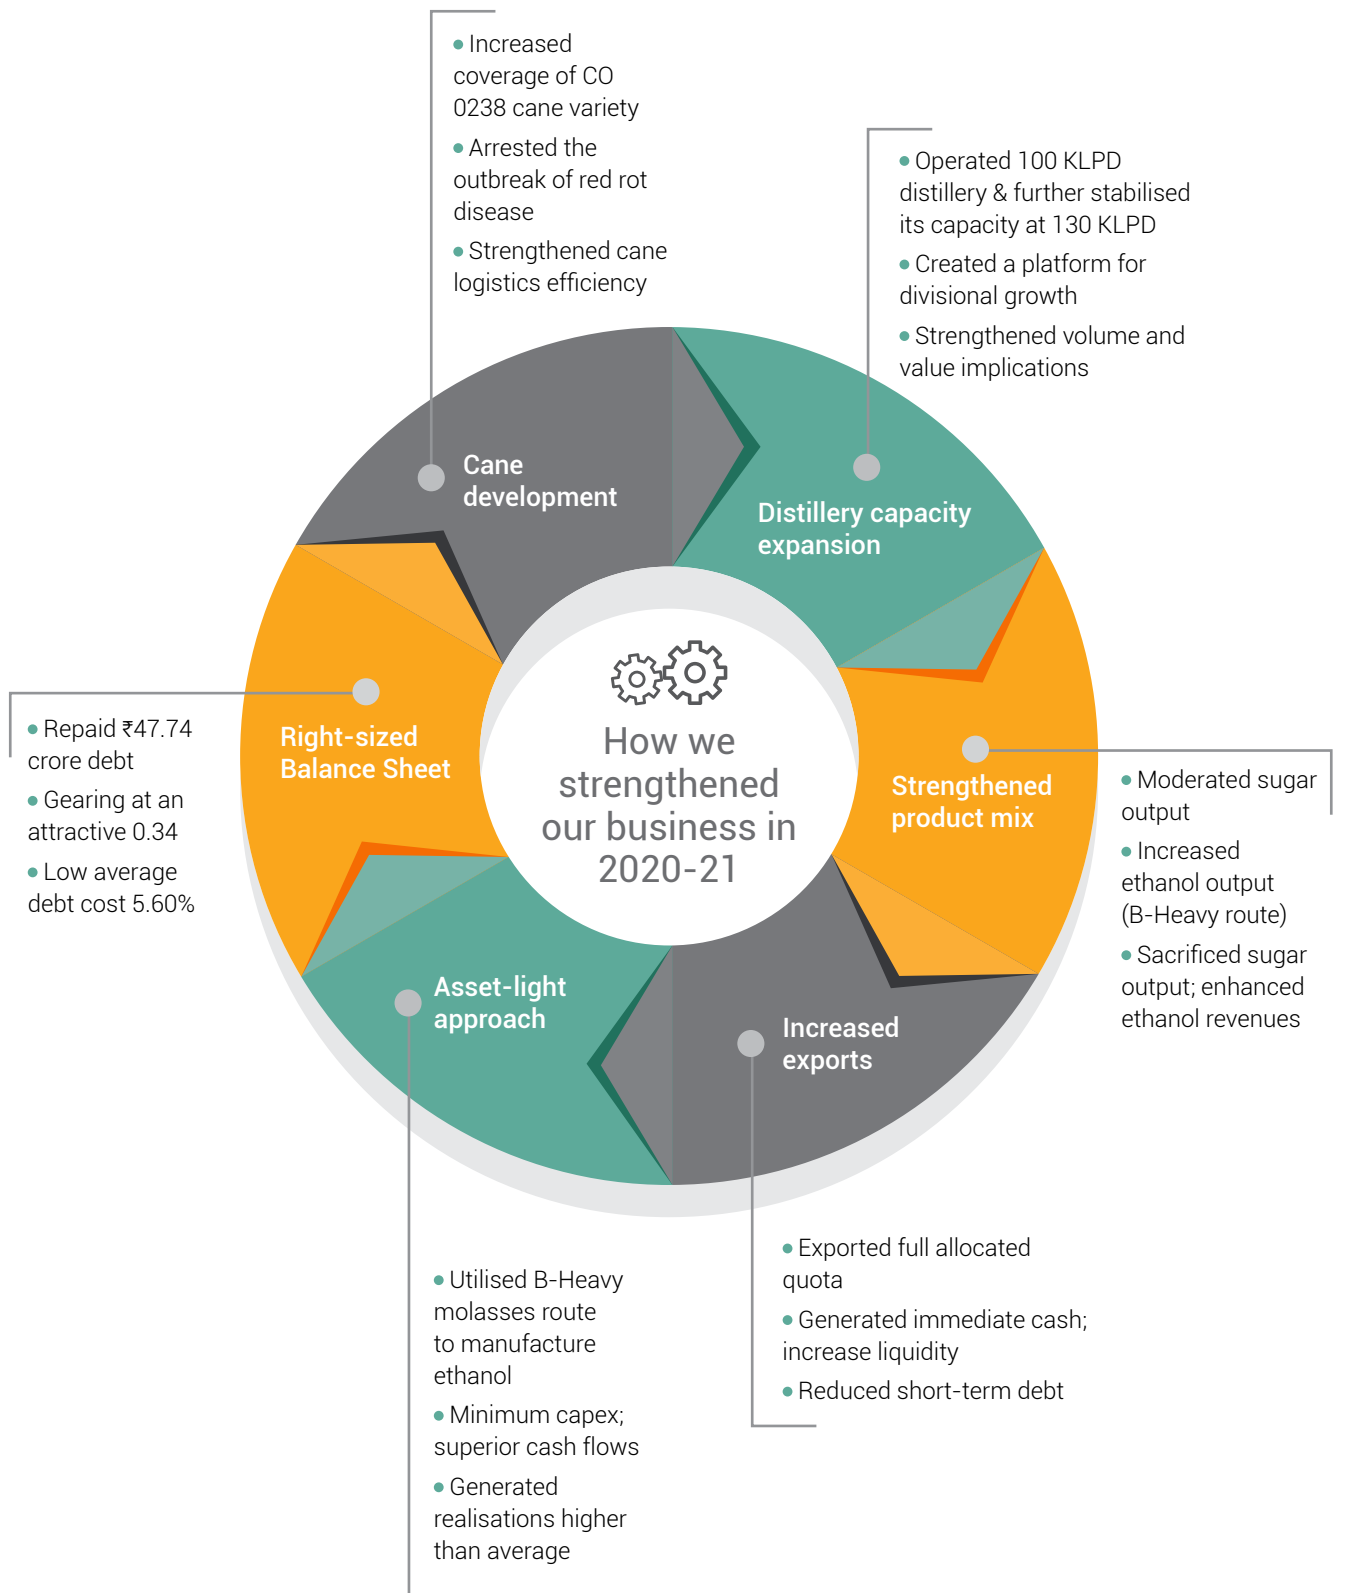 • Increased
coverage of CO
0238 cane variety
• Arrested the
outbreak of red rot
disease
• Strengthened cane
logistics efficiency
• Operated 100 KLPD
distillery & further stabilised
its capacity at 130 KLPD
• Created a platform for
divisional growth
• Strengthened volume and
value implications
Cane
development
Distillery capacity
expansion
How we
strengthened
our business in
2020-21
Right-sized
Balance Sheet
• Repaid ₹47.74
crore debt
• Gearing at an
attractive 0.34
• Low average
debt cost 5.60%
Strengthened
product mix
• Moderated sugar
output
• Increased
ethanol output
(B-Heavy route)
• Sacrificed sugar
output; enhanced
ethanol revenues
Asset-light
approach
Increased
exports
• Utilised B-Heavy
molasses route
to manufacture
ethanol
• Minimum capex;
superior cash flows
• Generated
realisations higher
than average
• Exported full allocated
quota
• Generated immediate cash;
increase liquidity
• Reduced short-term debt